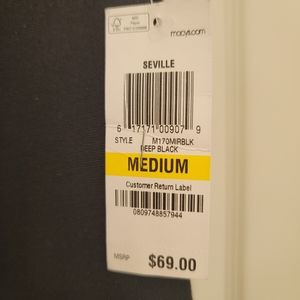 macys.com
SEVILLE
6 17171 00907 9
STYLE M170MIRBLK
DEEP BLACK
MEDIUM
Customer Return Label
0809748857944
MSRP $69.00